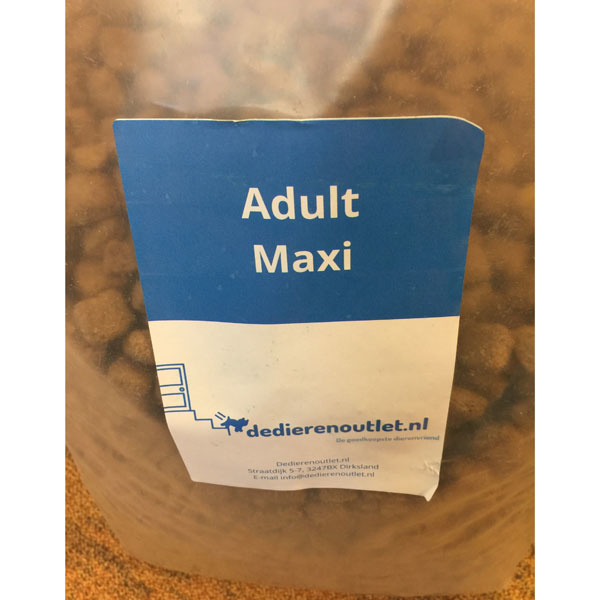 Adult
Maxi
dedierenoutlet.nl
De goedkoopste dierenvriend
Dedierenoutlet.nl
Straatdijk 5-7, 3247BX Dirksland
E-mail info@dedierenoutlet.nl